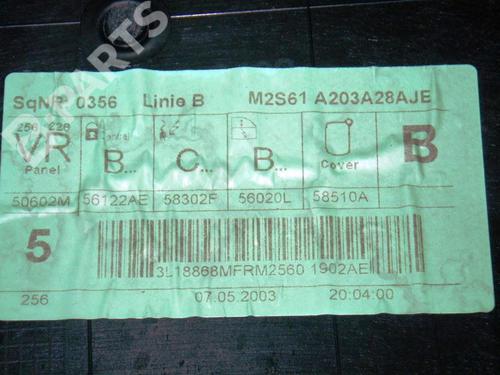 SqNR 0356 Linie B M2S61 A203A28AJE
256 226
VR B... C... B... Cover B
Panel
50602M 56122AE 58302F 56020L 58510A
5
3L18868MFRM2560 1902AE
256 07.05.2003 20:04:00
B-PARTS